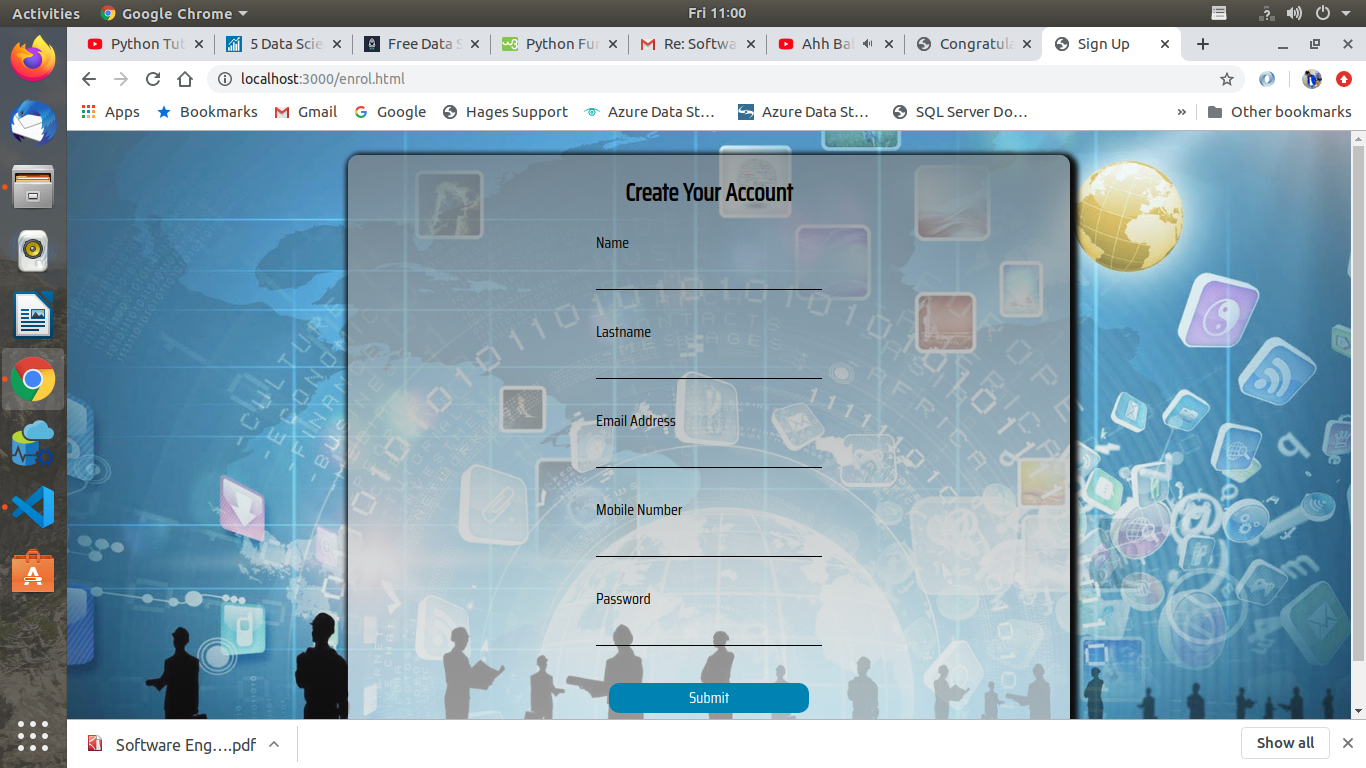 Activities Google Chrome Fri 11:00
Python Tut 5 Data Scie Free Data S Python Fur Re: Softwa Ahh Bal Congratula Sign Up
localhost:3000/enrol.html
Apps Bookmarks Gmail Google Hages Support Azure Data St... Azure Data St... SQL Server Do... » Other bookmarks
Create Your Account
Name
Lastname
Email Address
Mobile Number
Password
Submit
Software Eng....pdf Show all